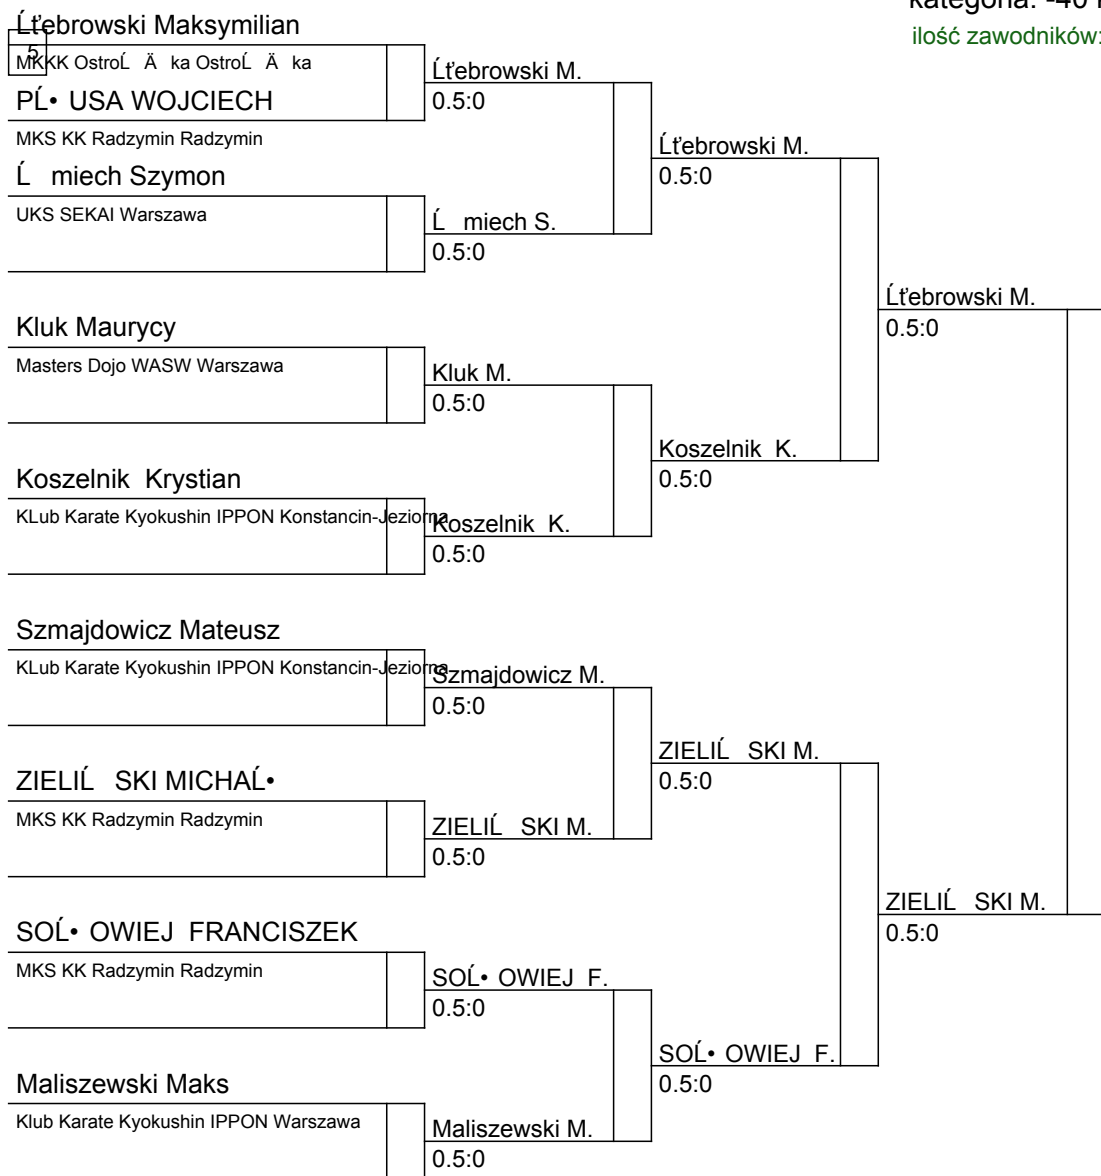 kategoria: -40
ilość zawodników:
Ĺťebrowski Maksymilian
5
MKKK OstroĹ Ä ka OstroĹ Ä ka
PĹ• USA WOJCIECH
MKS KK Radzymin Radzymin
Ĺ miech Szymon
UKS SEKAI Warszawa
Kluk Maurycy
Masters Dojo WASW Warszawa
Koszelnik Krystian
KLub Karate Kyokushin IPPON Konstancin-Jeziorna
Szmajdowicz Mateusz
KLub Karate Kyokushin IPPON Konstancin-Jeziorna
ZIELIĹ SKI MICHAĹ•
MKS KK Radzymin Radzymin
SOĹ• OWIEJ FRANCISZEK
MKS KK Radzymin Radzymin
Maliszewski Maks
Klub Karate Kyokushin IPPON Warszawa
Ĺťebrowski M.
0.5:0
Ĺ miech S.
0.5:0
Kluk M.
0.5:0
Koszelnik K.
0.5:0
Szmajdowicz M.
0.5:0
ZIELIĹ SKI M.
0.5:0
SOĹ• OWIEJ F.
0.5:0
Maliszewski M.
0.5:0
Ĺťebrowski M.
0.5:0
Koszelnik K.
0.5:0
ZIELIĹ SKI M.
0.5:0
SOĹ• OWIEJ F.
0.5:0
Ĺťebrowski M.
0.5:0
ZIELIĹ SKI M.
0.5:0